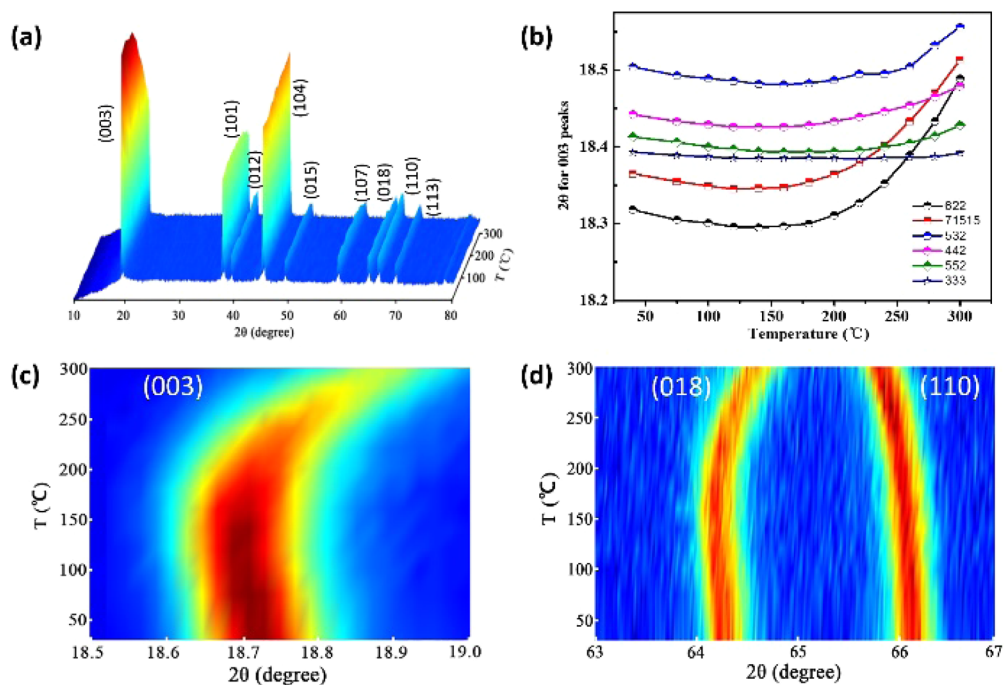 (a)
(003)
(101)
(012)
(104)
(015)
(107)
(018)
(110)
(113)
300
200
100
T (℃)
10 20 30 40 50 60 70 80
2θ (degree)
(b)
2θ for 003 peaks
18.5
18.4
18.3
18.2
822
71515
532
442
552
333
50 100 150 200 250 300
Temperature (℃)
(c)
(003)
T (℃)
300
250
200
150
100
50
18.5 18.6 18.7 18.8 18.9 19.0
2θ (degree)
(d)
(018) (110)
T (℃)
300
250
200
150
100
50
63 64 65 66 67
2θ (degree)